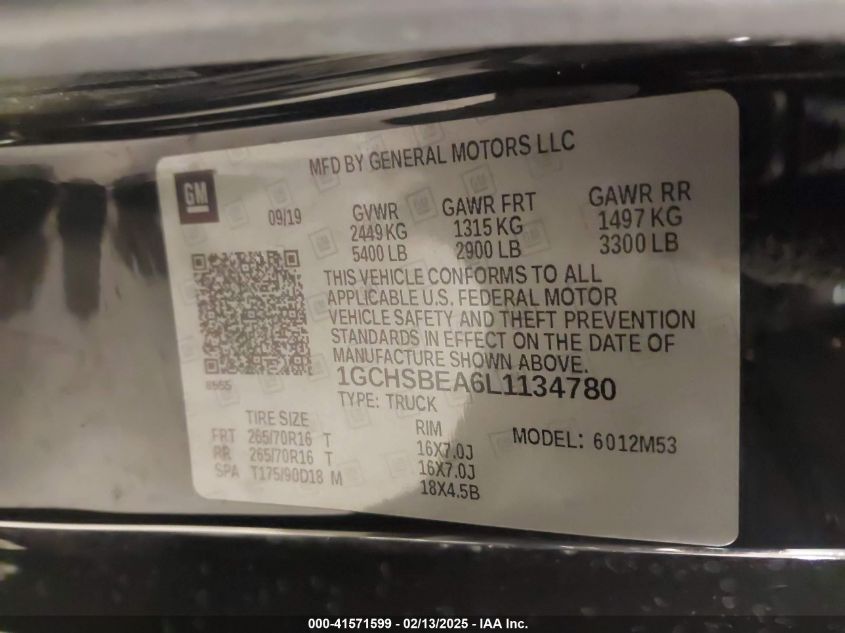 MFD BY GENERAL MOTORS LLC
GM
09/19
GVWR GAWR FRT GAWR RR
2449 KG 1315 KG 1497 KG
5400 LB 2900 LB 3300 LB
THIS VEHICLE CONFORMS TO ALL
APPLICABLE U.S. FEDERAL MOTOR
VEHICLE SAFETY AND THEFT PREVENTION
STANDARDS IN EFFECT ON THE DATE OF
MANUFACTURE SHOWN ABOVE.
1GCHSBEA6L1134780
TYPE: TRUCK
TIRE SIZE RIM
FRT 265/70R16 T 16X7.0J
RR 265/70R16 T 16X7.0J
SPA T175/90D18 M 18X4.5B
MODEL: 6012M53
000-41571599 - 02/13/2025 - IAA Inc.